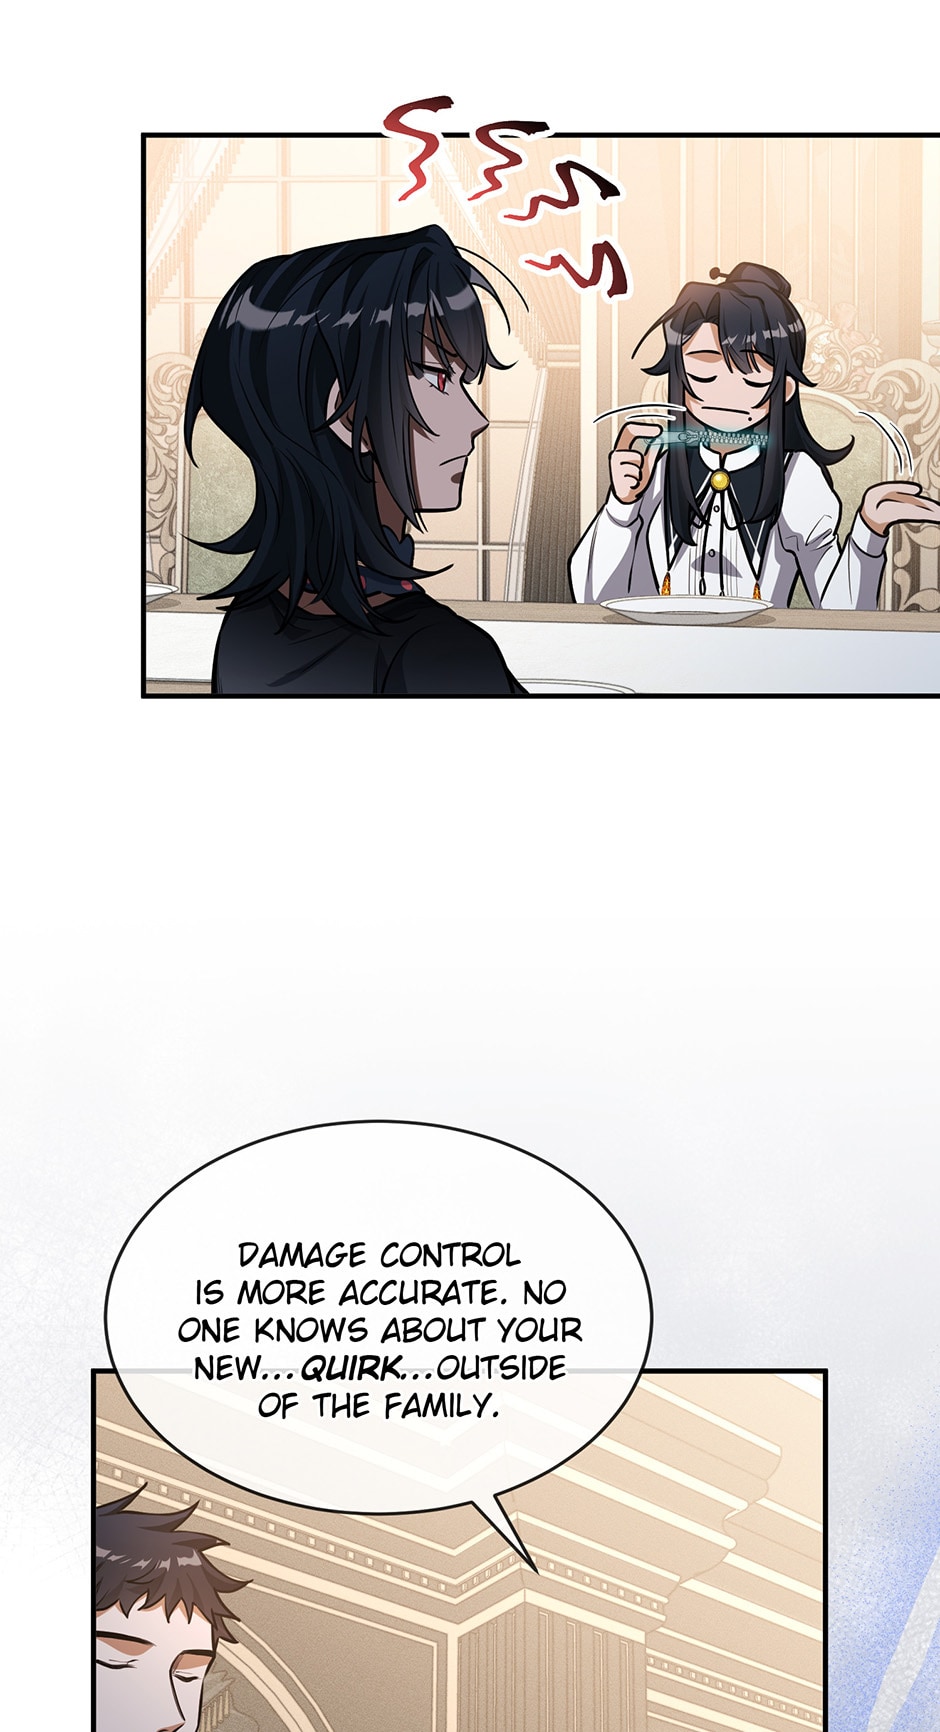 DAMAGE CONTROL
IS MORE ACCURATE. NO
ONE KNOWS ABOUT YOUR
NEW...QUIRK...OUTSIDE
OF THE FAMILY.